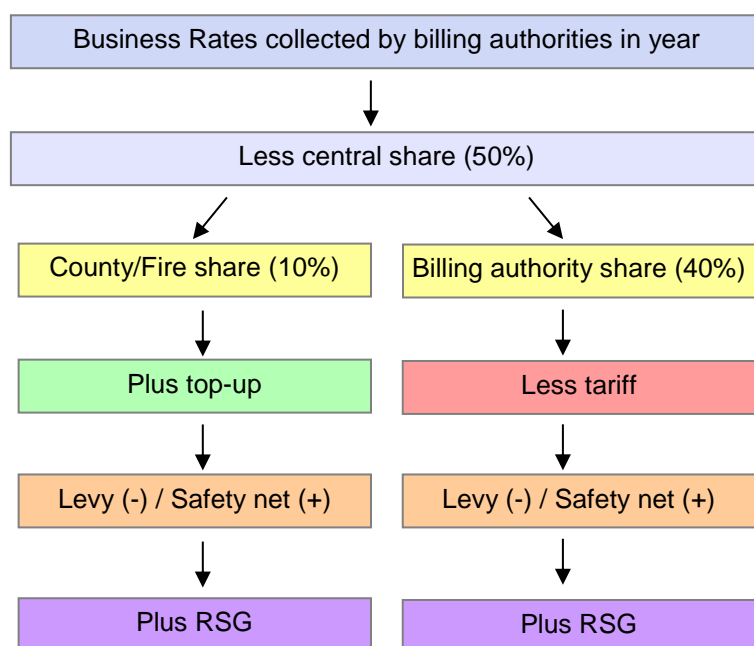 Business Rates collected by billing authorities in year
Less central share (50%)
County/Fire share (10%)
Billing authority share (40%)
Plus top-up
Less tariff
Levy (-) / Safety net (+)
Levy (-) / Safety net (+)
Plus RSG
Plus RSG